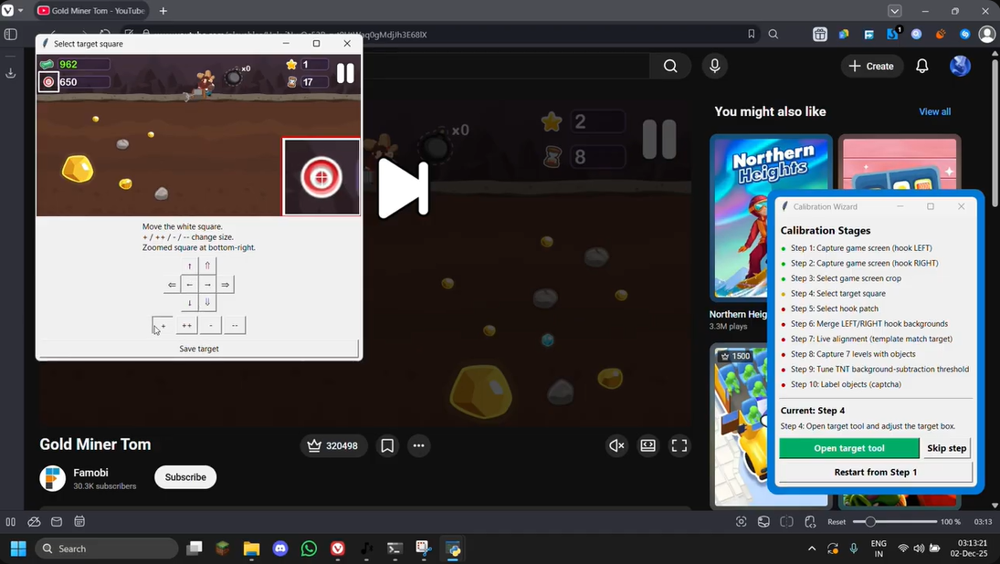 Gold Miner Tom - YouTube
Select target square
962
650
x0
1
17
Move the white square.
+ / ++ / - / -- change size.
Zoomed square at bottom-right.
↑ ⇑
⇐ ← → ⇒
↓ ⇓
+ ++ - --
Save target
x0
2
8
Create
You might also like
View all
Northern Heights
3.3M plays
1500
Gold Miner Tom
320498
Famobi
30.3K subscribers
Subscribe
Calibration Wizard
Calibration Stages
Step 1: Capture game screen (hook LEFT)
Step 2: Capture game screen (hook RIGHT)
Step 3: Select game screen crop
Step 4: Select target square
Step 5: Select hook patch
Step 6: Merge LEFT/RIGHT hook backgrounds
Step 7: Live alignment (template match target)
Step 8: Capture 7 levels with objects
Step 9: Tune TNT background-subtraction threshold
Step 10: Label objects (captcha)
Current: Step 4
Step 4: Open target tool and adjust the target box.
Open target tool
Skip step
Restart from Step 1
Reset
100 %
03:13
Search
ENG
IN
03:13:21
02-Dec-25